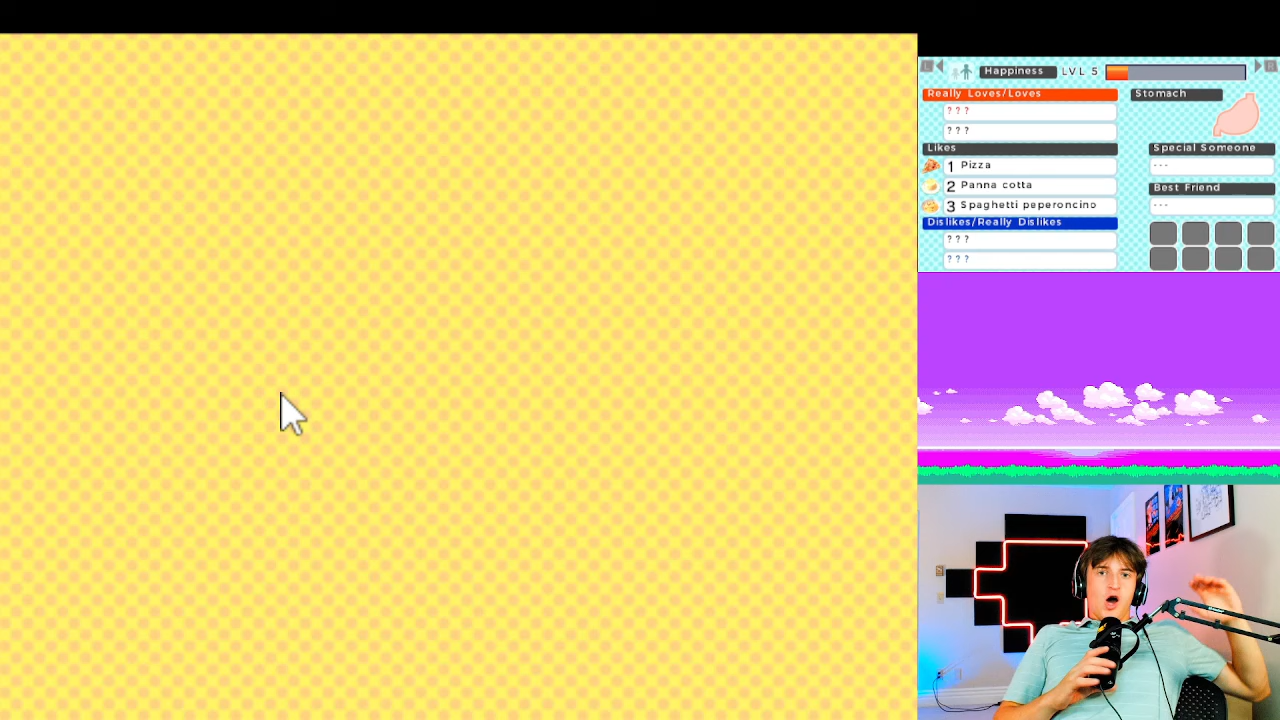 L Happiness LVL 5 R
Really Loves/Loves
???
???
Likes
1 Pizza
2 Panna cotta
3 Spaghetti peperoncino
Dislikes/Really Dislikes
???
???
Stomach
Special Someone
---
Best Friend
---